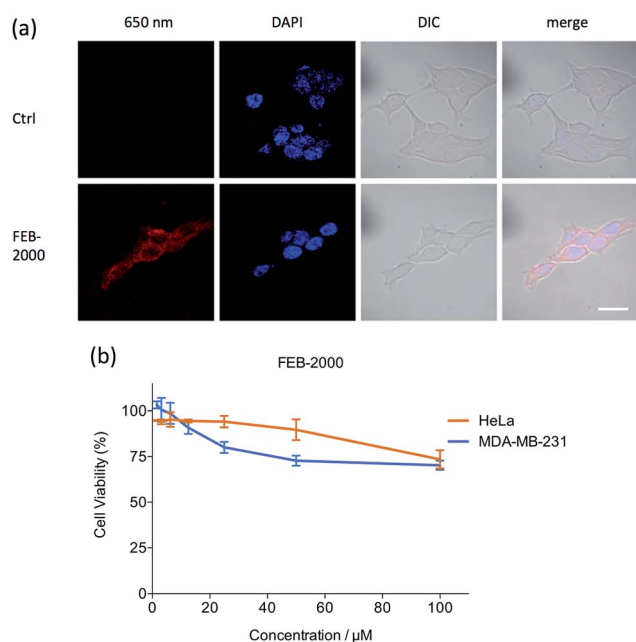 (a)
650 nm DAPI DIC merge
Ctrl
FEB-
2000
(b)
FEB-2000
100
75
50
25
0
Cell Viability (%)
HeLa
MDA-MB-231
0 20 40 60 80 100
Concentration / μM